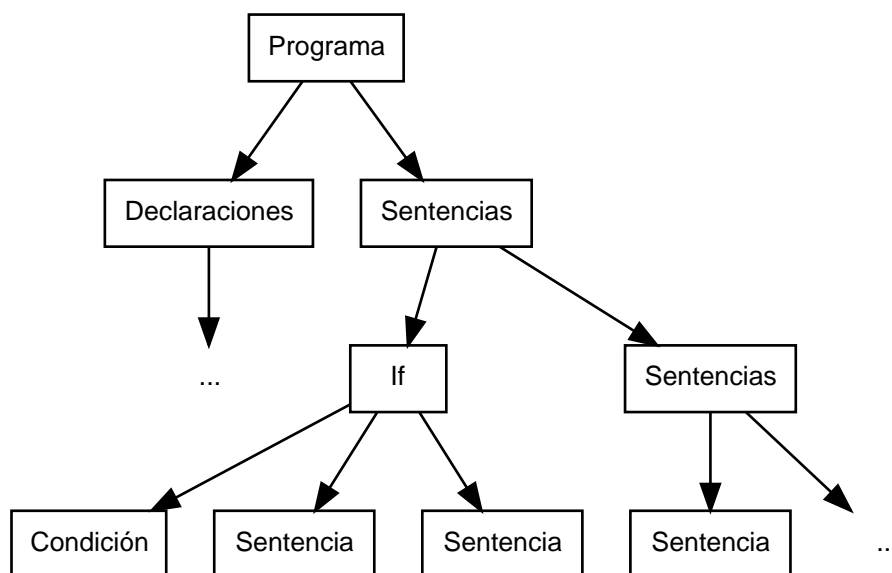 Programa
Declaraciones
Sentencias
...
If
Sentencias
Condición
Sentencia
Sentencia
Sentencia
..